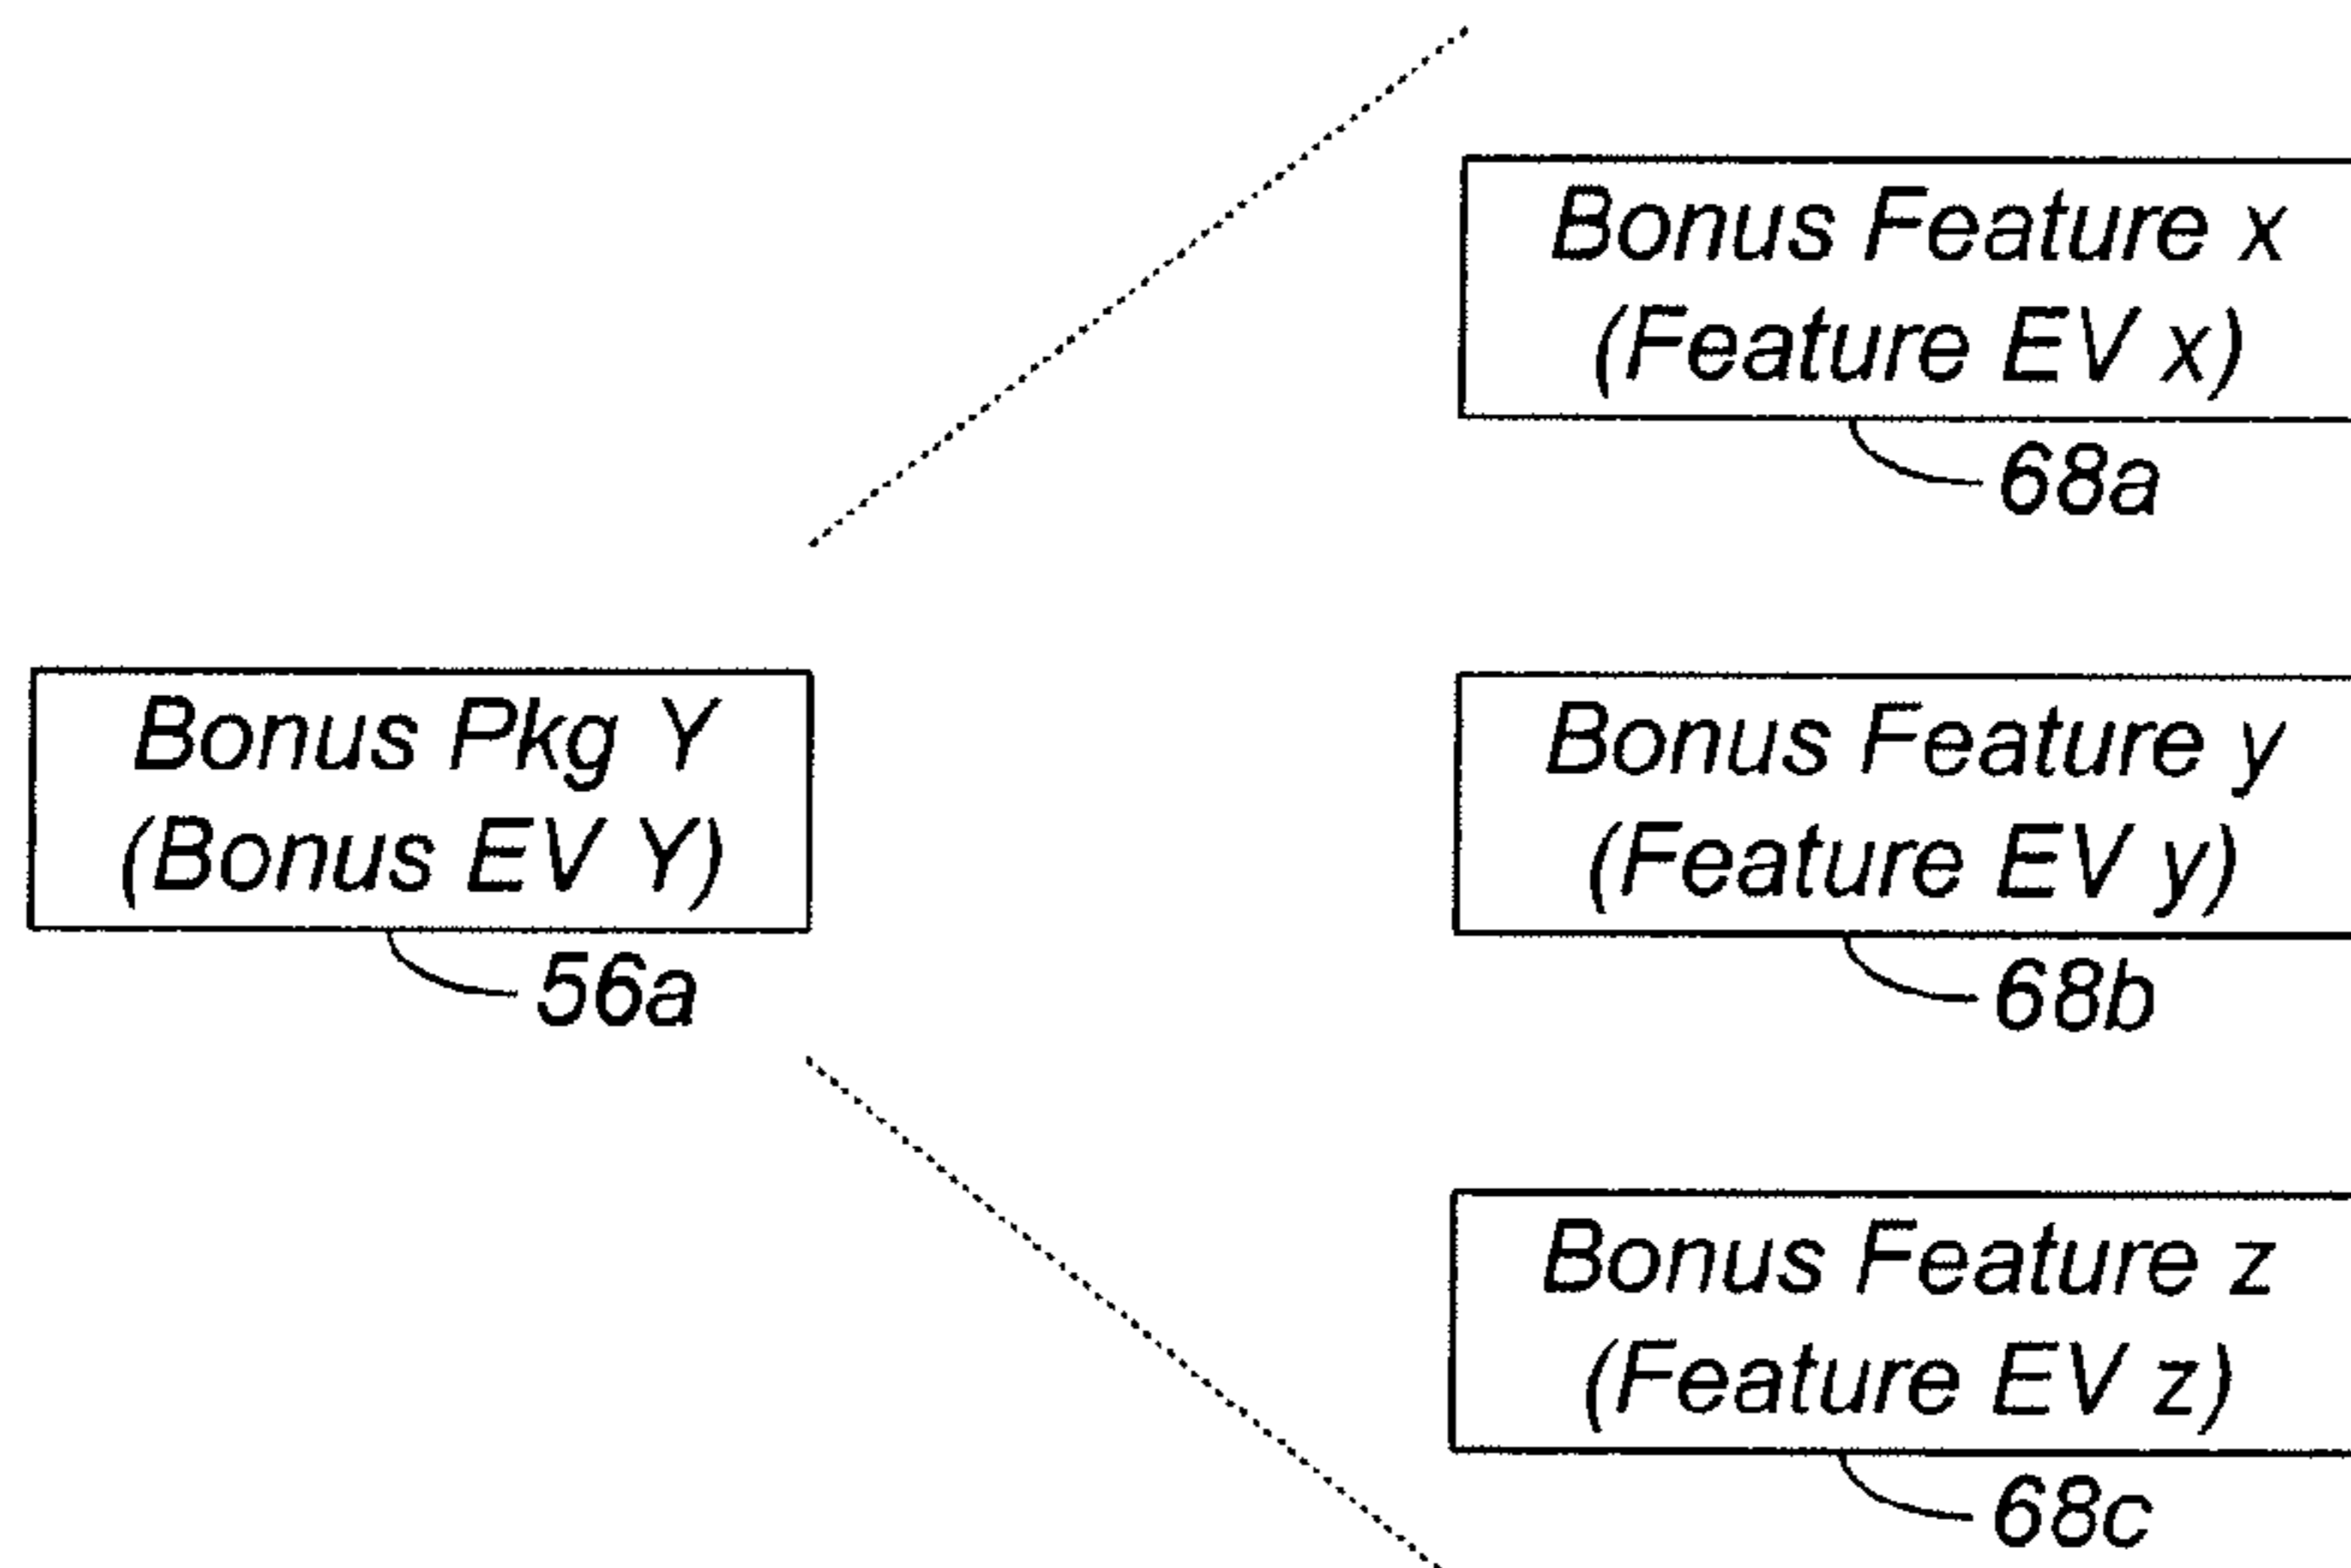 Bonus Feature x
(Feature EV x)
68a
Bonus Pkg Y
(Bonus EV Y)
56a
Bonus Feature y
(Feature EV y)
68b
Bonus Feature z
(Feature EV z)
68c